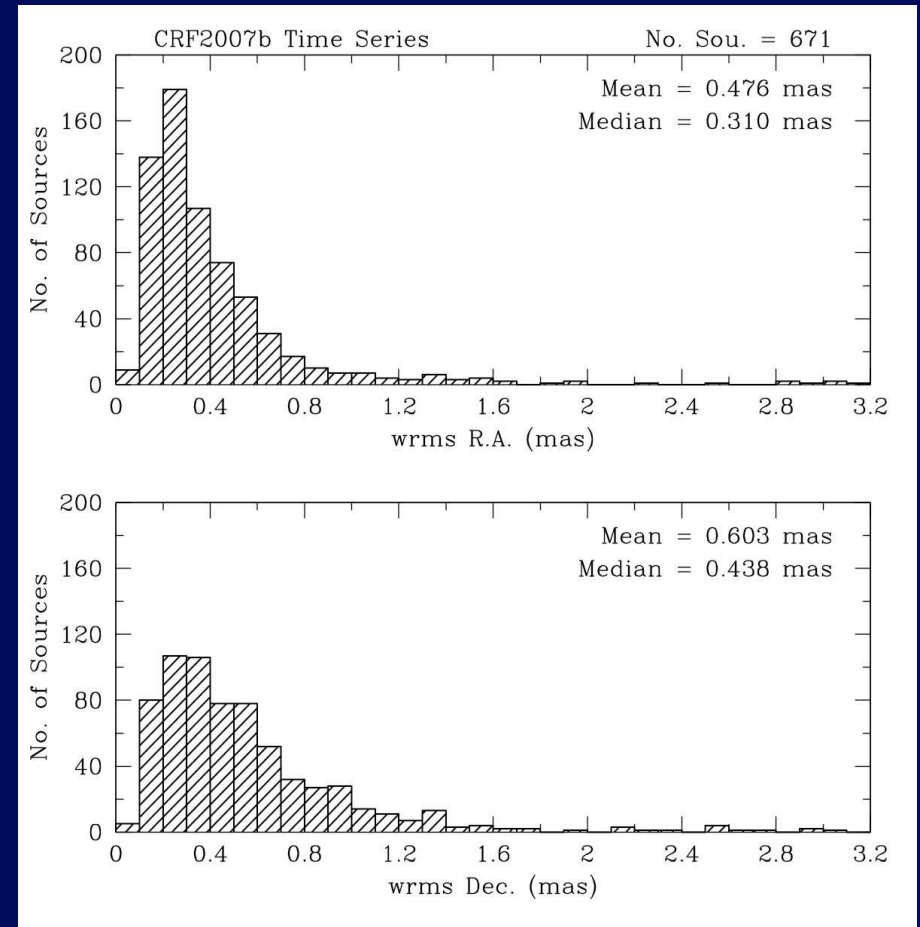 CRF2007b Time Series No. Sou. = 671
Mean = 0.476 mas
Median = 0.310 mas
200
160
120
80
40
0
No. of Sources
0 0.4 0.8 1.2 1.6 2 2.4 2.8 3.2
wrms R.A. (mas)
Mean = 0.603 mas
Median = 0.438 mas
200
160
120
80
40
0
No. of Sources
0 0.4 0.8 1.2 1.6 2 2.4 2.8 3.2
wrms Dec. (mas)